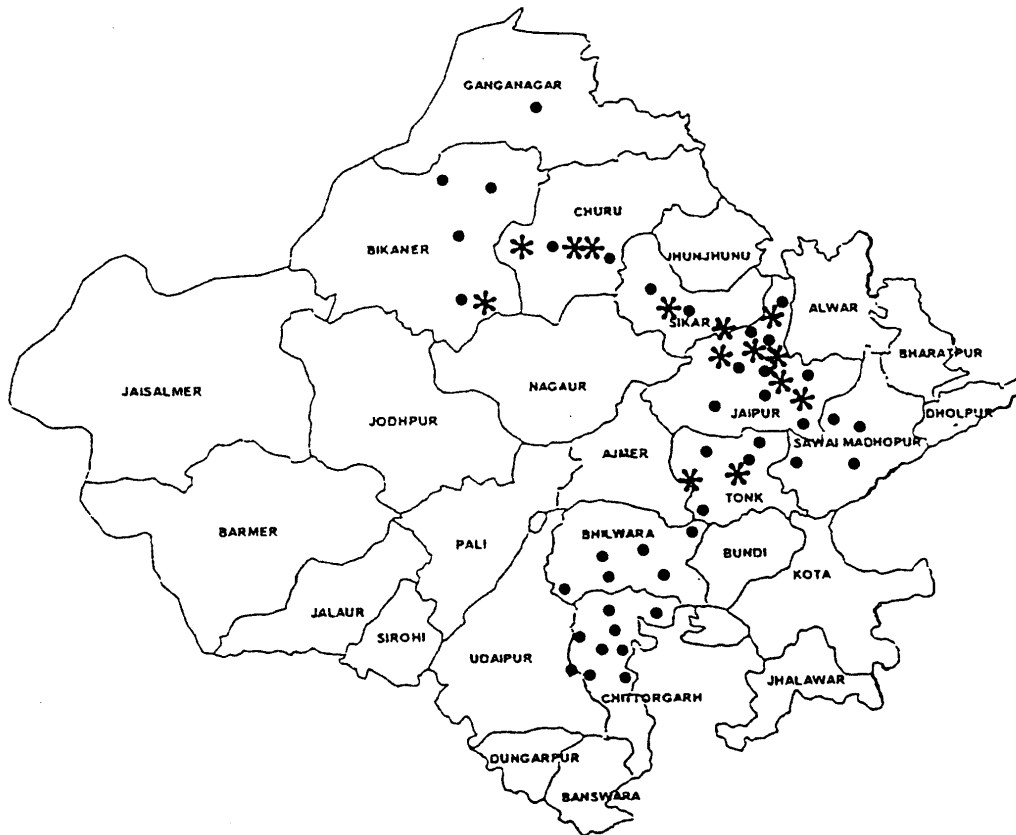 GANGANAGAR
CHURU
BIKANER
JHUNJHUNU
ALWAR
SIKAR
BHARATPUR
JAISALMER
NAGAUR
JODHPUR
JAIPUR
DHOLPUR
SAWAI MADHOPUR
AJMER
TONK
BARMER
PALI
BHILWARA
BUNDI
KOTA
JALAUR
SIROHI
UDAIPUR
JHALAWAR
CHITTORGARH
DUNGARPUR
BANSWARA